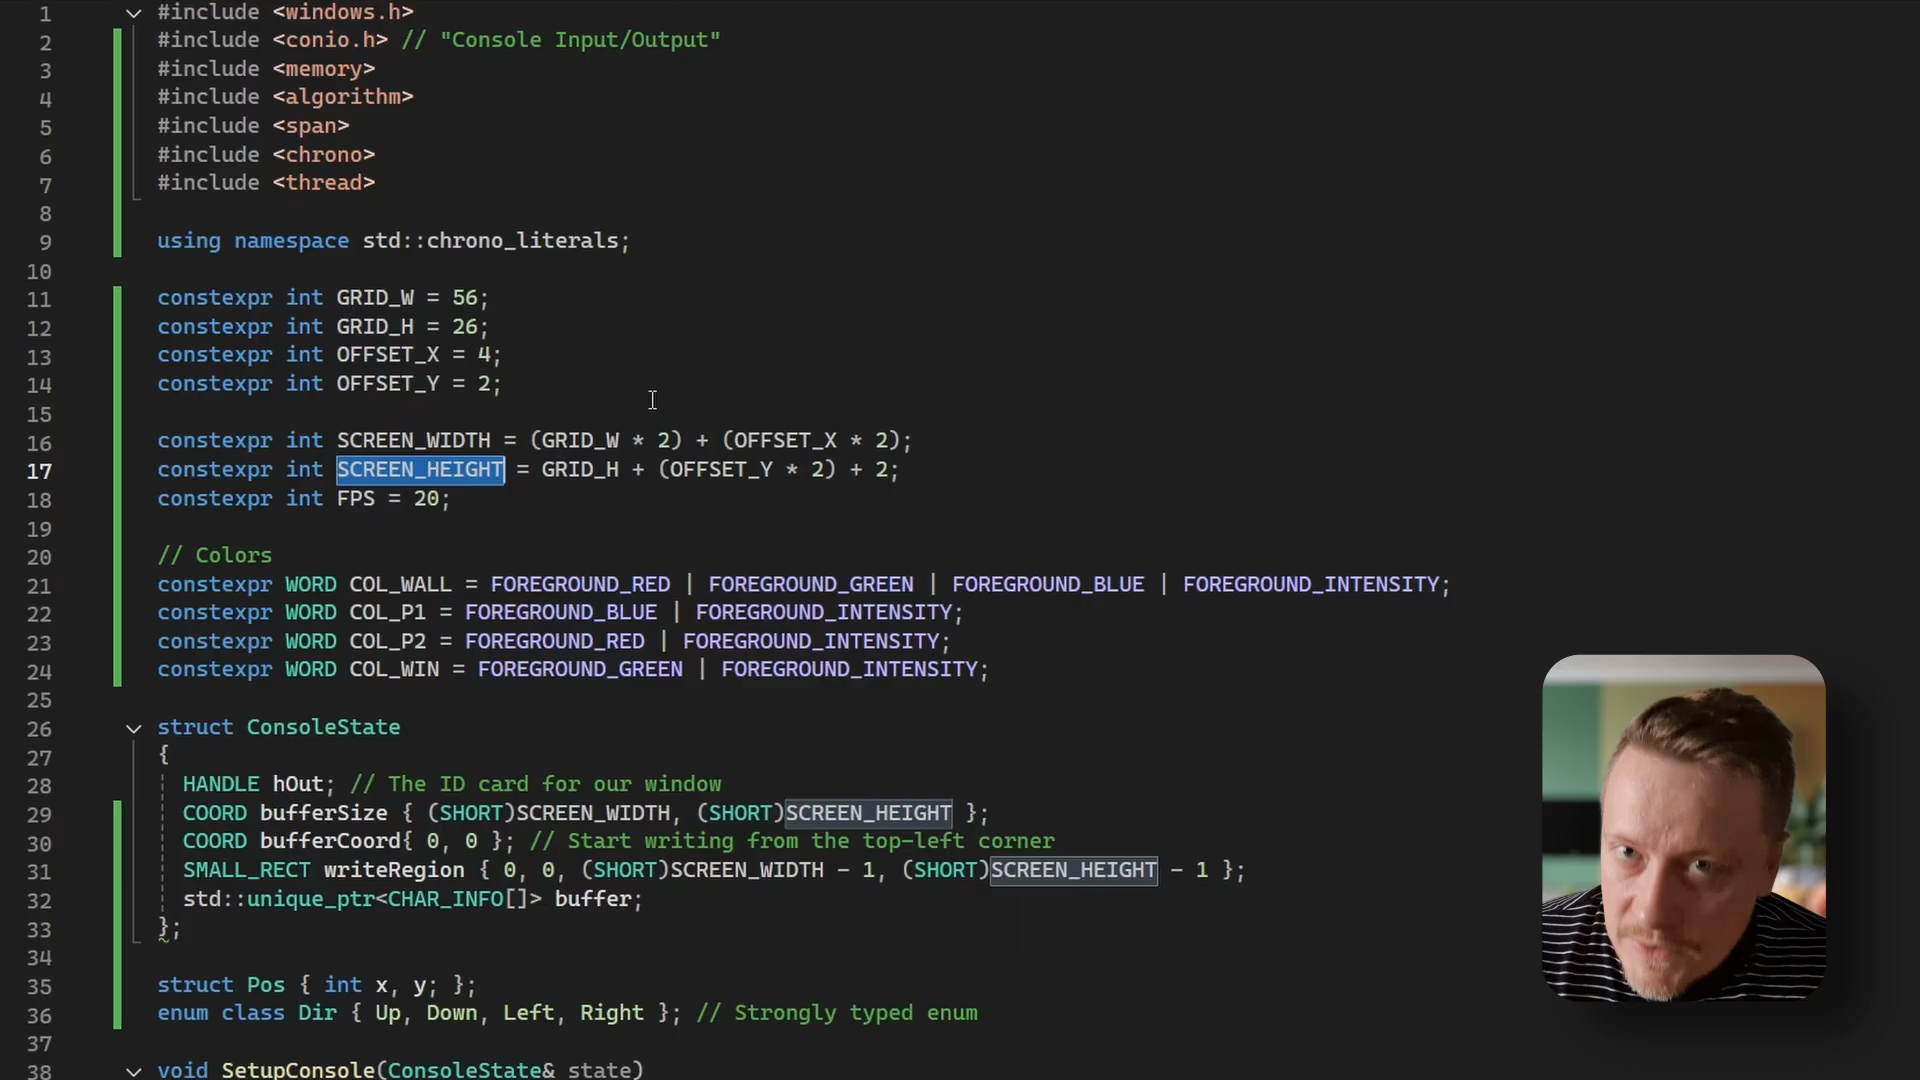 1 #include <windows.h>
2 #include <conio.h> // "Console Input/Output"
3 #include <memory>
4 #include <algorithm>
5 #include <span>
6 #include <chrono>
7 #include <thread>
8
9 using namespace std::chrono_literals;
10
11 constexpr int GRID_W = 56;
12 constexpr int GRID_H = 26;
13 constexpr int OFFSET_X = 4;
14 constexpr int OFFSET_Y = 2;
15
16 constexpr int SCREEN_WIDTH = (GRID_W * 2) + (OFFSET_X * 2);
17 constexpr int SCREEN_HEIGHT = GRID_H + (OFFSET_Y * 2) + 2;
18 constexpr int FPS = 20;
19
20 // Colors
21 constexpr WORD COL_WALL = FOREGROUND_RED | FOREGROUND_GREEN | FOREGROUND_BLUE | FOREGROUND_INTENSITY;
22 constexpr WORD COL_P1 = FOREGROUND_BLUE | FOREGROUND_INTENSITY;
23 constexpr WORD COL_P2 = FOREGROUND_RED | FOREGROUND_INTENSITY;
24 constexpr WORD COL_WIN = FOREGROUND_GREEN | FOREGROUND_INTENSITY;
25
26 struct ConsoleState
27 {
28 HANDLE hOut; // The ID card for our window
29 COORD bufferSize { (SHORT)SCREEN_WIDTH, (SHORT)SCREEN_HEIGHT };
30 COORD bufferCoord{ 0, 0 }; // Start writing from the top-left corner
31 SMALL_RECT writeRegion { 0, 0, (SHORT)SCREEN_WIDTH - 1, (SHORT)SCREEN_HEIGHT - 1 };
32 std::unique_ptr<CHAR_INFO[]> buffer;
33 };
34
35 struct Pos { int x, y; };
36 enum class Dir { Up, Down, Left, Right }; // Strongly typed enum
37
38 void SetupConsole(ConsoleState& state)